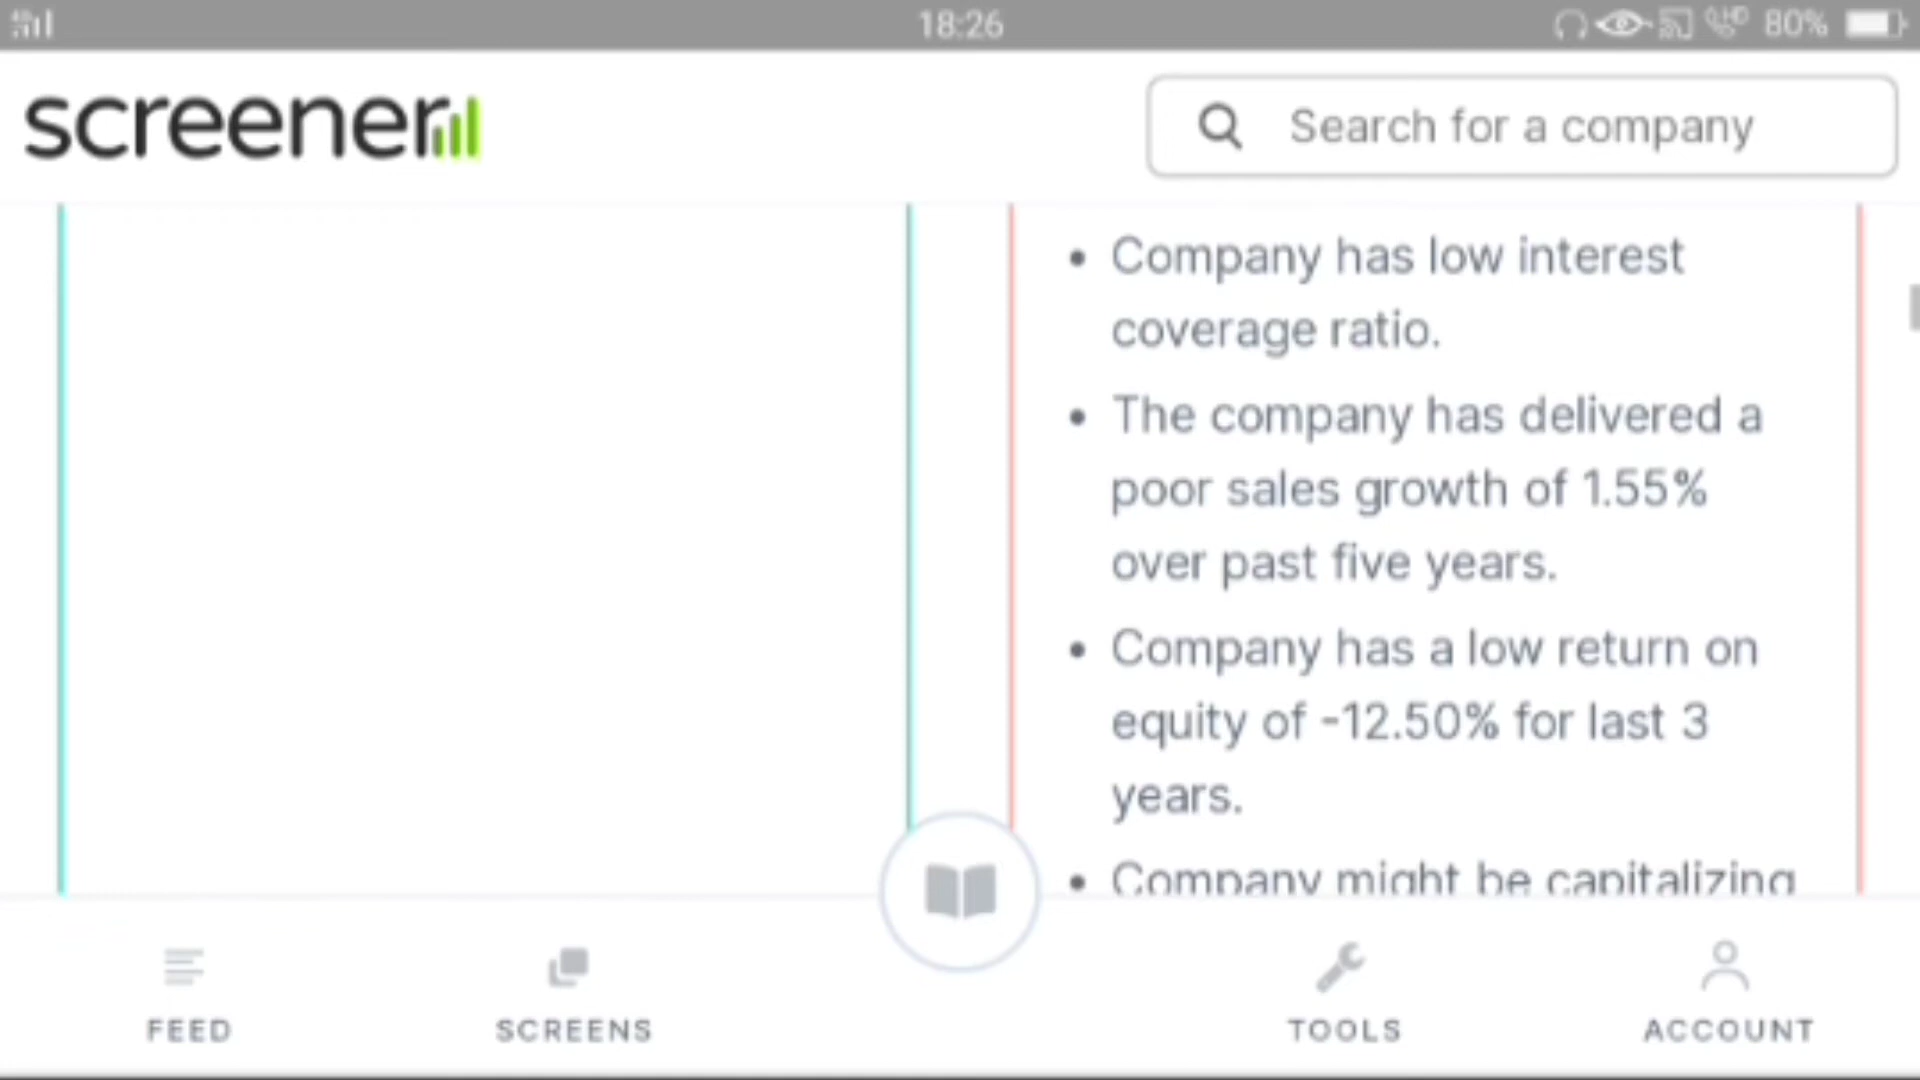 18:26
80%
screener
Search for a company
• Company has low interest
coverage ratio.
• The company has delivered a
poor sales growth of 1.55%
over past five years.
• Company has a low return on
equity of -12.50% for last 3
years.
• Company might be capitalizing
FEED
SCREENS
TOOLS
ACCOUNT